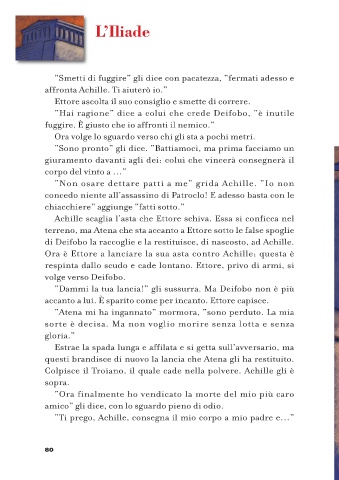 L'Iliade
"Smetti di fuggire" gli dice con pacatezza, "fermati adesso e
affronta Achille. Ti aiuterò io."
Ettore ascolta il suo consiglio e smette di correre.
"Hai ragione" dice a colui che crede Deifobo, "è inutile
fuggire. È giusto che io affronti il nemico."
Ora volge lo sguardo verso chi gli sta a pochi metri.
"Sono pronto" gli dice. "Battiamoci, ma prima facciamo un
giuramento davanti agli dei: colui che vincerà consegnerà il
corpo del vinto a ..."
"Non osare dettare patti a me" grida Achille. "Io non
concedo niente all'assassino di Patroclo! E adesso basta con le
chiacchiere" aggiunge "fatti sotto."
Achille scaglia l'asta che Ettore schiva. Essa si conficca nel
terreno, ma Atena che sta accanto a Ettore sotto le false spoglie
di Deifobo la raccoglie e la restituisce, di nascosto, ad Achille.
Ora è Ettore a lanciare la sua asta contro Achille: questa è
respinta dallo scudo e cade lontano. Ettore, privo di armi, si
volge verso Deifobo.
"Dammi la tua lancia!" gli sussurra. Ma Deifobo non è più
accanto a lui. È sparito come per incanto. Ettore capisce.
"Atena mi ha ingannato" mormora, "sono perduto. La mia
sorte è decisa. Ma non voglio morire senza lotta e senza
gloria."
Estrae la spada lunga e affilata e si getta sull'avversario, ma
questi brandisce di nuovo la lancia che Atena gli ha restituito.
Colpisce il Troiano, il quale cade nella polvere. Achille gli è
sopra.
"Ora finalmente ho vendicato la morte del mio più caro
amico" gli dice, con lo sguardo pieno di odio.
"Ti prego, Achille, consegna il mio corpo a mio padre e..."
80